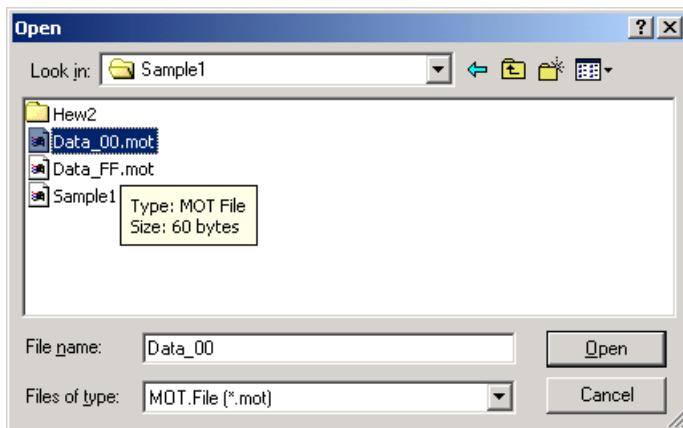 Open
Look in: Sample1
Hew2
Data_00.mot
Data_FF.mot
Sample1
Type: MOT File
Size: 60 bytes
File name: Data_00 Open
Files of type: MOT.File (*.mot) Cancel